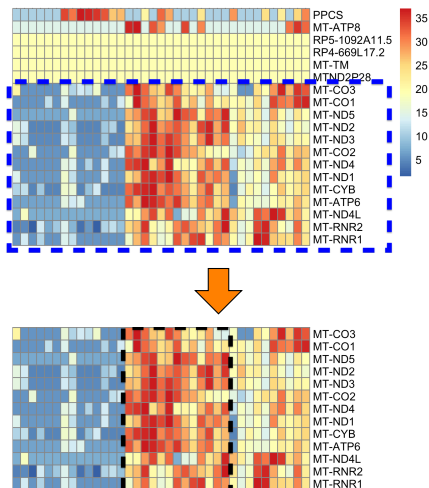 PPCS
MT-ATP8
RP5-1092A11.5
RP4-669L17.2
MT-TM
MTND2P28
MT-CO3
MT-CO1
MT-ND5
MT-ND2
MT-ND3
MT-CO2
MT-ND4
MT-ND1
MT-CYB
MT-ATP6
MT-ND4L
MT-RNR2
MT-RNR1
35
30
25
20
15
10
5
MT-CO3
MT-CO1
MT-ND5
MT-ND2
MT-ND3
MT-CO2
MT-ND4
MT-ND1
MT-CYB
MT-ATP6
MT-ND4L
MT-RNR2
MT-RNR1